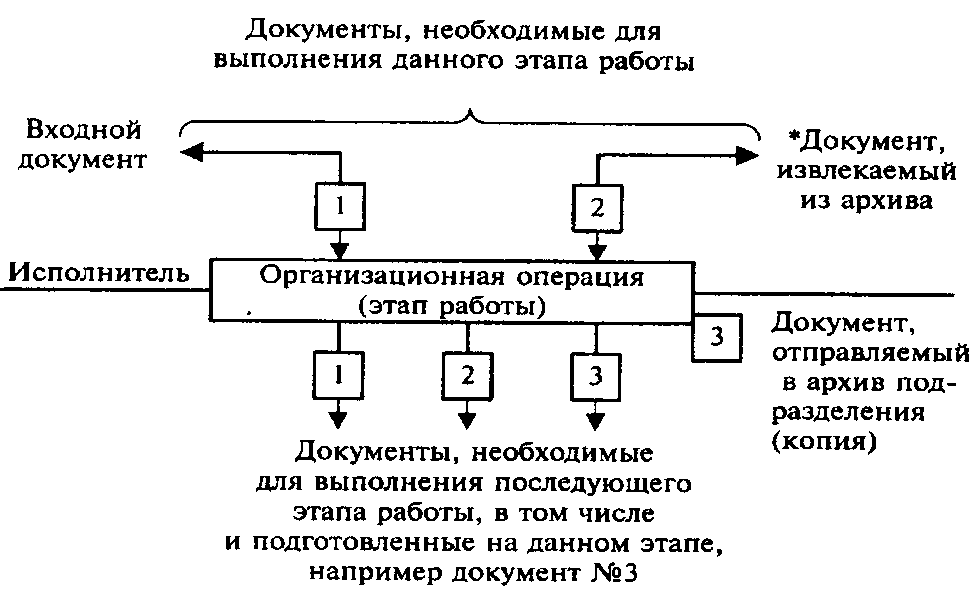 Документы, необходимые для
выполнения данного этапа работы
Входной
документ
*Документ,
извлекаемый
из архива
1
2
Исполнитель
Организационная операция
(этап работы)
3
Документ,
отправляемый
в архив под-
разделения
(копия)
1
2
3
Документы, необходимые
для выполнения последующего
этапа работы, в том числе
и подготовленные на данном этапе,
например документ №3